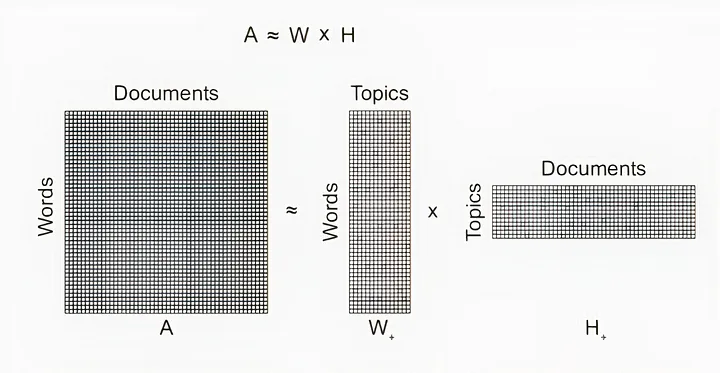 A ≈ W x H
Documents
Words
A
≈
Topics
Words
W+
x
Documents
Topics
H+